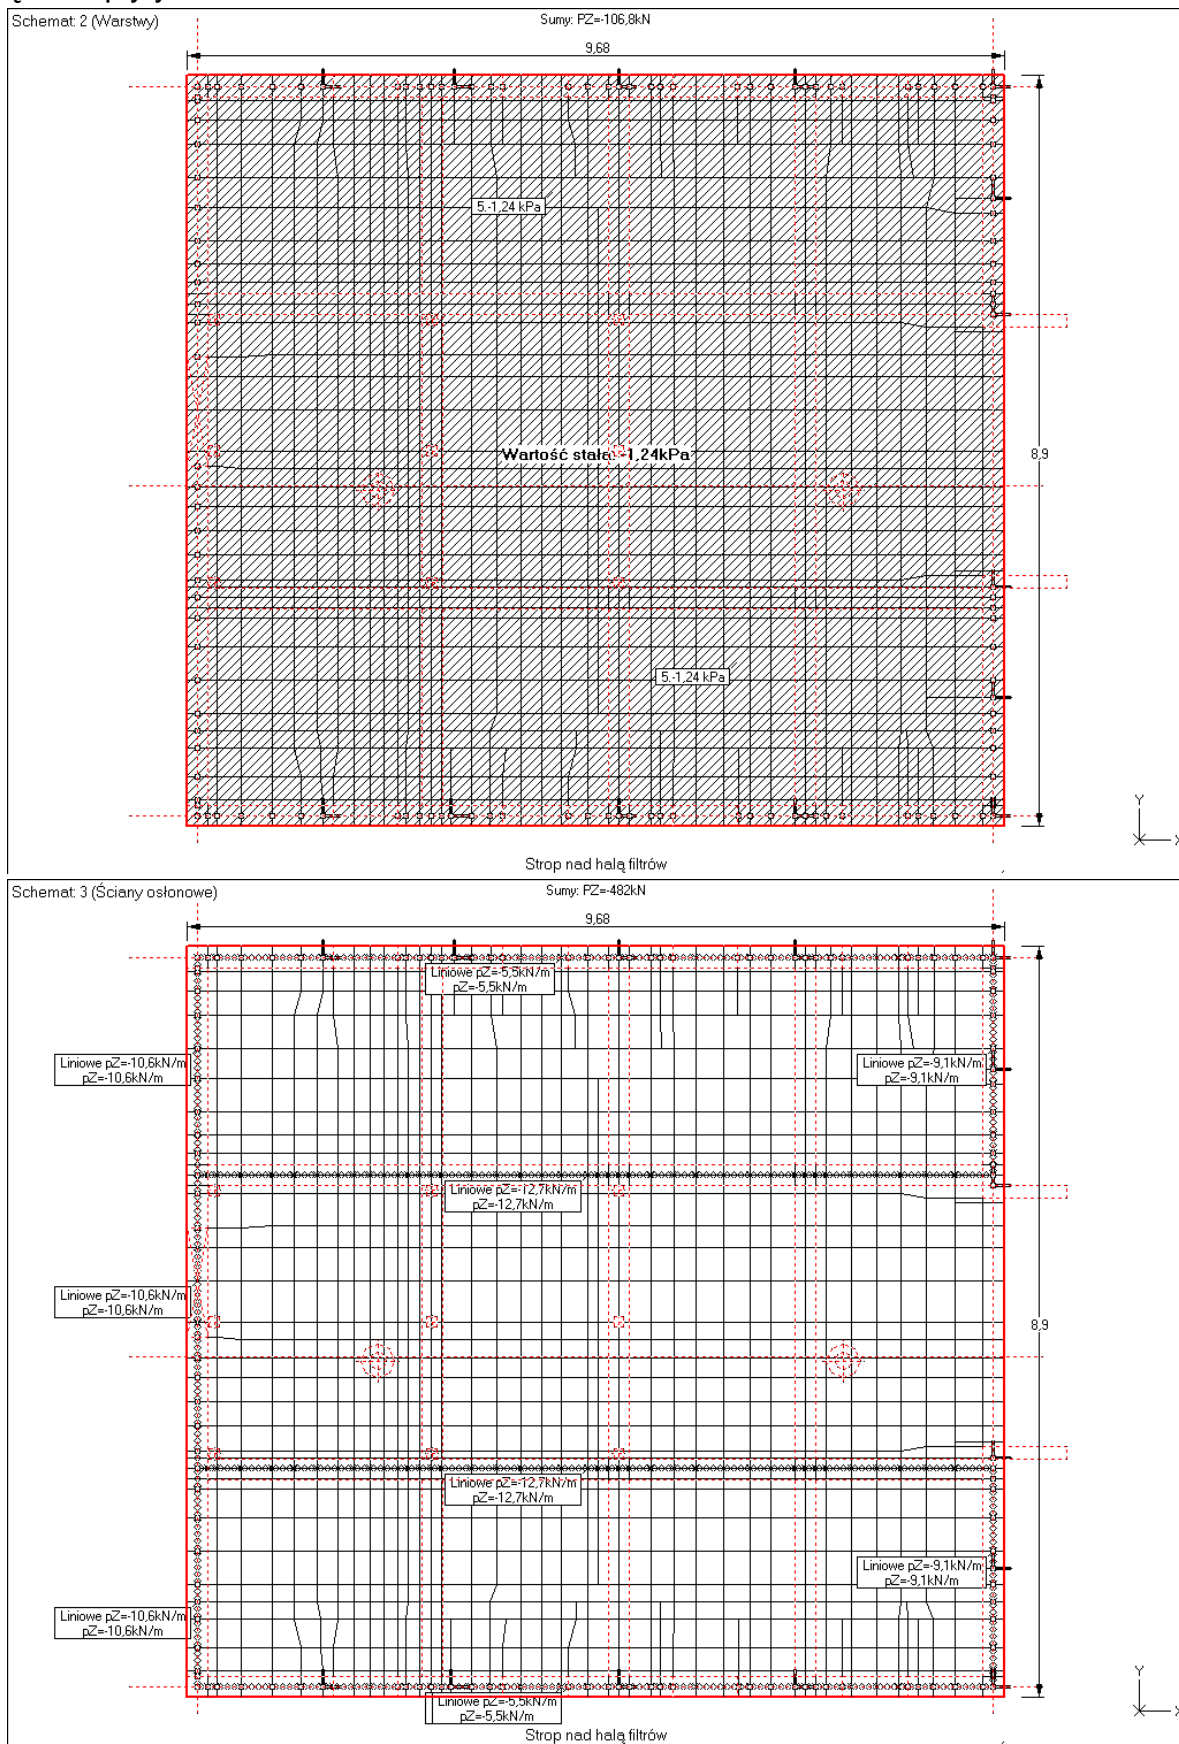 Schemat: 2 (Warstwy)
Sumy: PZ=-106,8kN
9,68
5.-1,24 kPa
Wartość stała: -1,24kPa
8,9
5.-1,24 kPa
Y
X
Strop nad halą filtrów
Schemat: 3 (Ściany osłonowe)
Sumy: PZ=-482kN
9,68
Liniowe pZ=-5,5kN/m
pZ=-5,5kN/m
Liniowe pZ=-10,6kN/m
pZ=-10,6kN/m
Liniowe pZ=-9,1kN/m
pZ=-9,1kN/m
Liniowe pZ=-12,7kN/m
pZ=-12,7kN/m
Liniowe pZ=-10,6kN/m
pZ=-10,6kN/m
8,9
Liniowe pZ=-12,7kN/m
pZ=-12,7kN/m
Liniowe pZ=-9,1kN/m
pZ=-9,1kN/m
Liniowe pZ=-10,6kN/m
pZ=-10,6kN/m
Liniowe pZ=-5,5kN/m
pZ=-5,5kN/m
Y
X
Strop nad halą filtrów